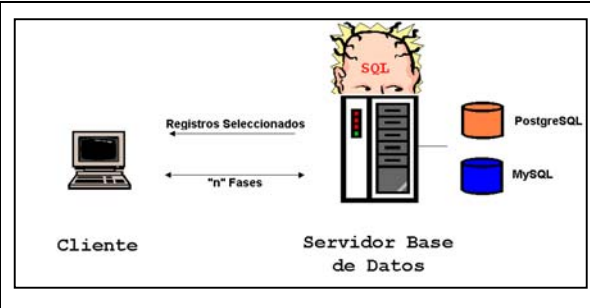 SQL
Registros Seleccionados
PostgreSQL
"n" Fases
MySQL
Cliente
Servidor Base
de Datos